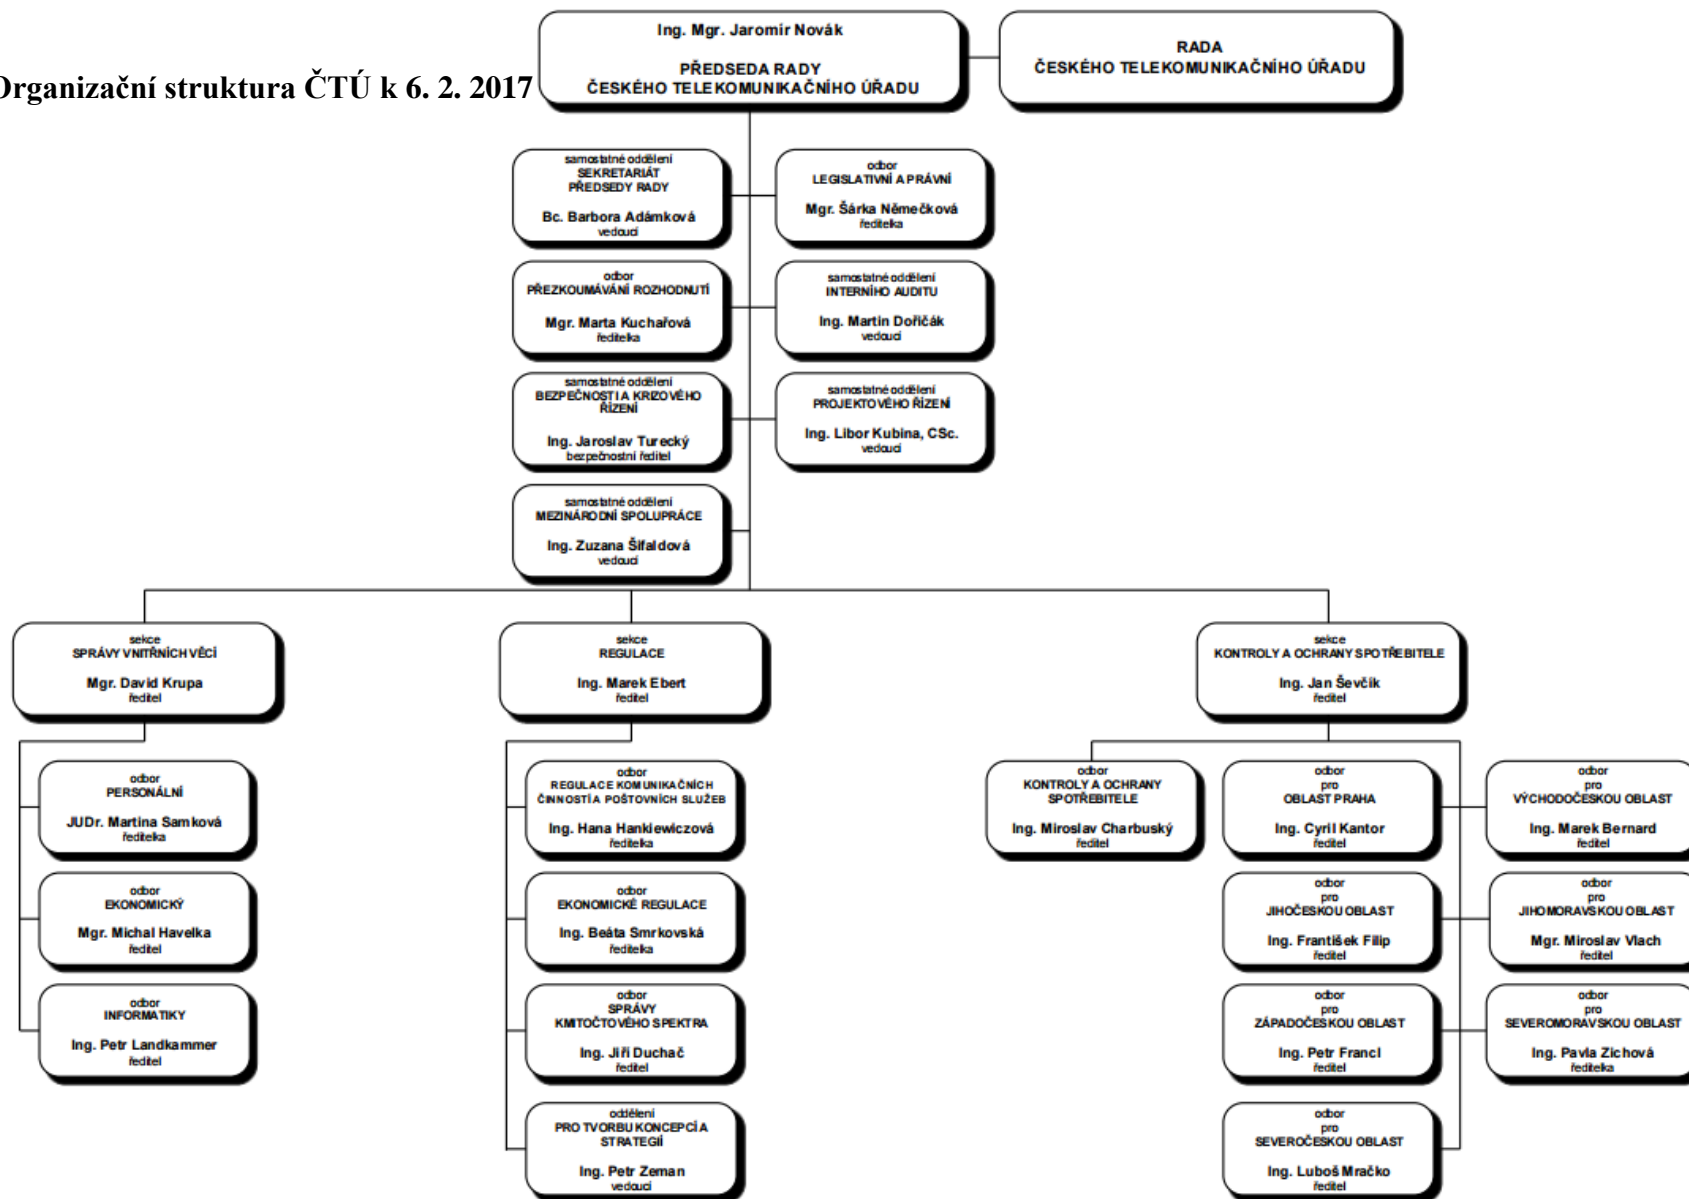 Ing. Mgr. Jaromír Novák
PŘEDSEDA RADY
ČESKÉHO TELEKOMUNIKAČNÍHO ÚŘADU
RADA
ČESKÉHO TELEKOMUNIKAČNÍHO ÚŘADU
Organizační struktura ČTÚ k 6. 2. 2017
samostatné oddělení
SEKRETARIÁT
PŘEDSEDY RADY
Bc. Barbora Adámková
vedoucí
odbor
LEGISLATIVNÍ A PRÁVNÍ
Mgr. Šárka Němečková
ředitelka
odbor
PŘEZKOUMÁVÁNÍ ROZHODNUTÍ
Mgr. Marta Kuchařová
ředitelka
samostatné oddělení
INTERNÍHO AUDITU
Ing. Martin Dořičák
vedoucí
samostatné oddělení
BEZPEČNOSTI A KRIZOVÉHO
ŘÍZENÍ
Ing. Jaroslav Turecký
bezpečnostní ředitel
samostatné oddělení
PROJEKTOVÉHO ŘÍZENÍ
Ing. Libor Kubina, CSc.
vedoucí
samostatné oddělení
MEZINÁRODNÍ SPOLUPRÁCE
Ing. Zuzana Šifaldová
vedoucí
sekce
SPRÁVY VNITŘNÍCH VĚCÍ
Mgr. David Krupa
ředitel
sekce
REGULACE
Ing. Marek Ebert
ředitel
sekce
KONTROLY A OCHRANY SPOTŘEBITELE
Ing. Jan Ševčík
ředitel
odbor
PERSONÁLNÍ
JUDr. Martina Samková
ředitelka
odbor
EKONOMICKÝ
Mgr. Michal Havelka
ředitel
odbor
INFORMATIKY
Ing. Petr Landkammer
ředitel
odbor
REGULACE KOMUNIKAČNÍCH
ČINNOSTÍ A POŠTOVNÍCH SLUŽEB
Ing. Hana Hankiewiczová
ředitelka
odbor
EKONOMICKÉ REGULACE
Ing. Beáta Smrkovská
ředitelka
odbor
SPRÁVY
KMITOČTOVÉHO SPEKTRA
Ing. Jiří Duchač
ředitel
oddělení
PRO TVORBU KONCEPCÍ A
STRATEGIÍ
Ing. Petr Zeman
vedoucí
odbor
KONTROLY A OCHRANY
SPOTŘEBITELE
Ing. Miroslav Charbuský
ředitel
odbor
pro
OBLAST PRAHA
Ing. Cyril Kantor
ředitel
odbor
pro
VÝCHODOČESKOU OBLAST
Ing. Marek Bernard
ředitel
odbor
pro
JIHOČESKOU OBLAST
Ing. František Filip
ředitel
odbor
pro
JIHOMORAVSKOU OBLAST
Mgr. Miroslav Vlach
ředitel
odbor
pro
ZÁPADOČESKOU OBLAST
Ing. Petr Francl
ředitel
odbor
pro
SEVEROMORAVSKOU OBLAST
Ing. Pavla Zichová
ředitelka
odbor
pro
SEVEROČESKOU OBLAST
Ing. Luboš Mračko
ředitel